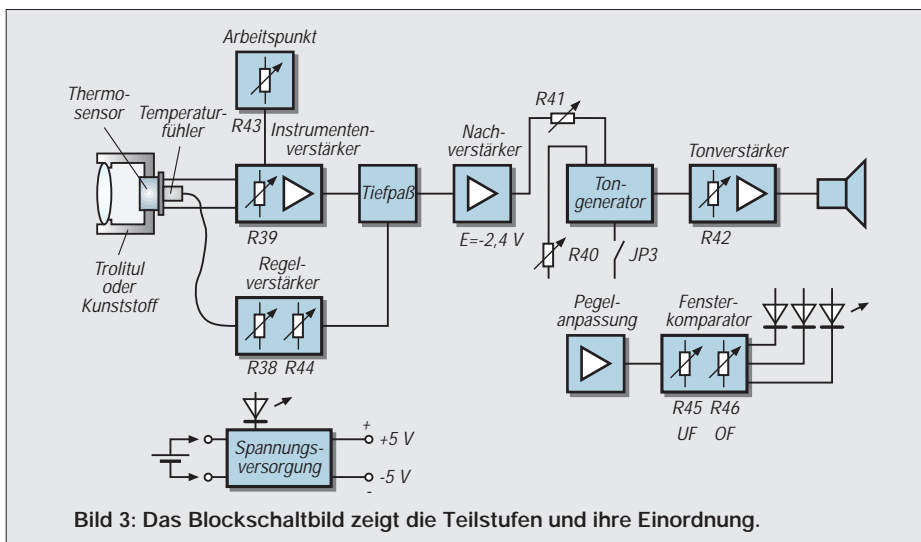 Arbeitspunkt
R43
Thermo-
sensor
Temperatur-
fühler
Trolitul
oder
Kunststoff
Instrumenten-
verstärker
R39
Regel-
verstärker
R38 R44
Tiefpaß
Nach-
verstärker
E=-2,4 V
R41
R40
Ton-
generator
JP3
Tonverstärker
R42
Pegel-
anpassung
Fenster-
komparator
R45 R46
UF OF
Spannungs-
versorgung
+
+5 V
-5 V
-
Bild 3: Das Blockschaltbild zeigt die Teilstufen und ihre Einordnung.